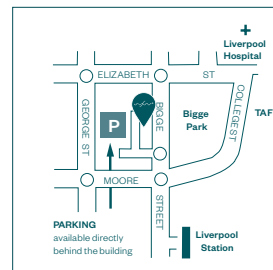 Liverpool
Hospital
ELIZABETH ST
GEORGE ST
P
BIGGE
Bigge
Park
COLLEGE ST
TAF
MOORE
STREET
PARKING
available directly
behind the building
Liverpool
Station